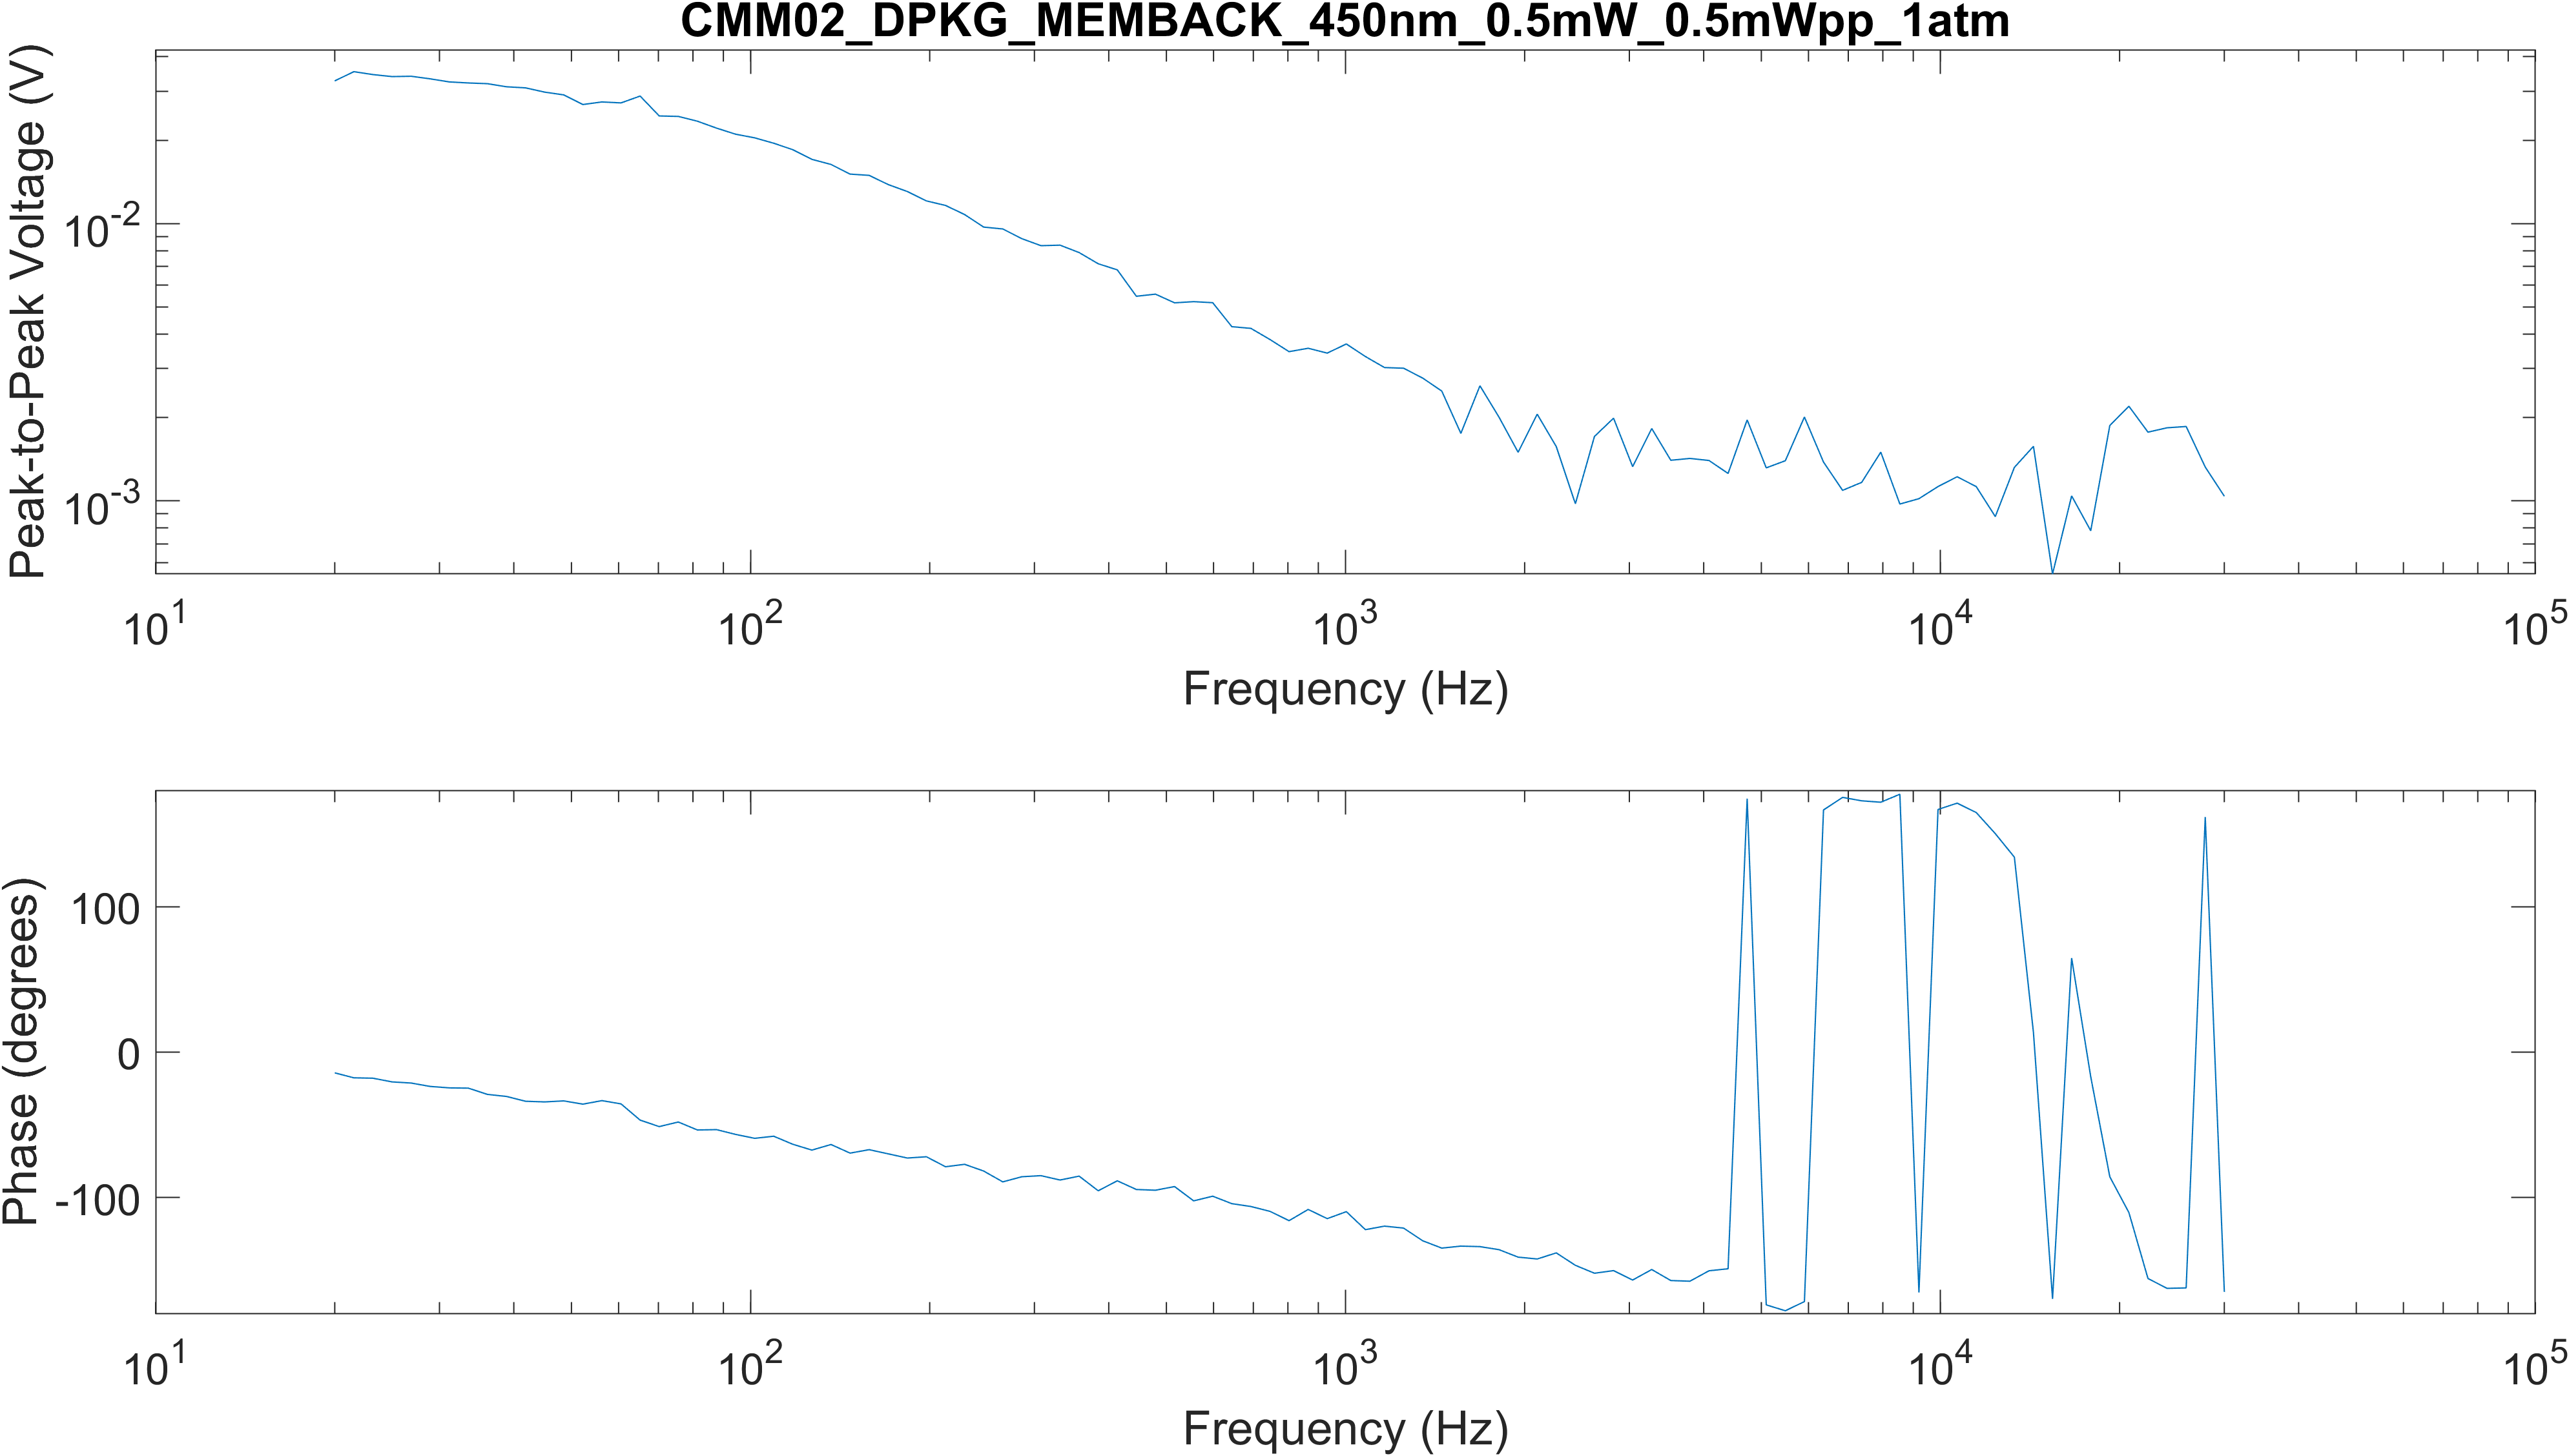 CMM02_DPKG_MEMBACK_450nm_0.5mW_0.5mWpp_1atm
Peak-to-Peak Voltage (V)
10^-2
10^-3
10^1 10^2 10^3 10^4 10^5
Frequency (Hz)
Phase (degrees)
100
0
-100
10^1 10^2 10^3 10^4 10^5
Frequency (Hz)